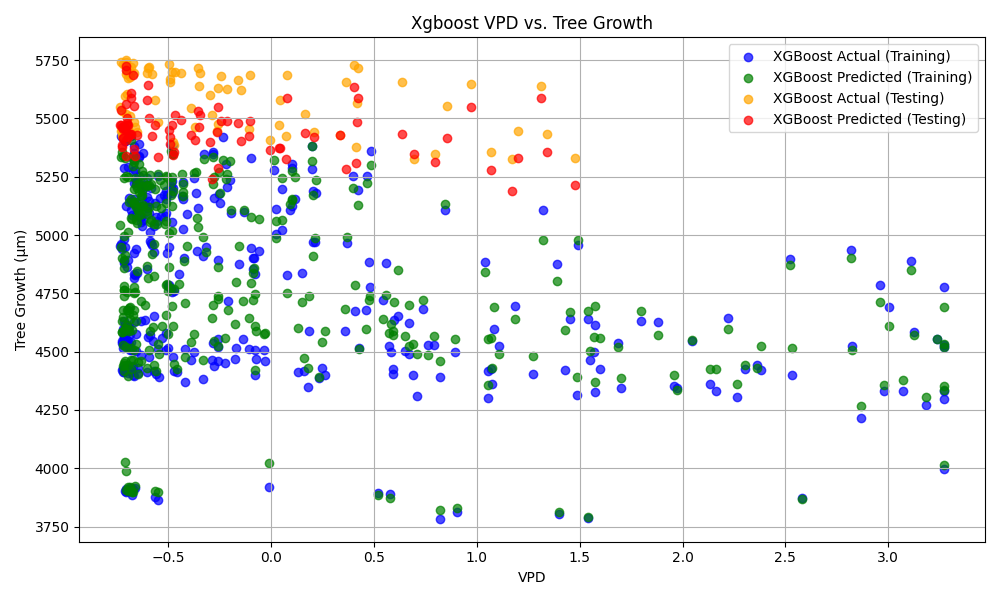 Xgboost VPD vs. Tree Growth
XGBoost Actual (Training)
XGBoost Predicted (Training)
XGBoost Actual (Testing)
XGBoost Predicted (Testing)
5750
5500
5250
5000
4750
4500
4250
4000
3750
Tree Growth (μm)
−0.5
0.0
0.5
1.0
1.5
2.0
2.5
3.0
VPD